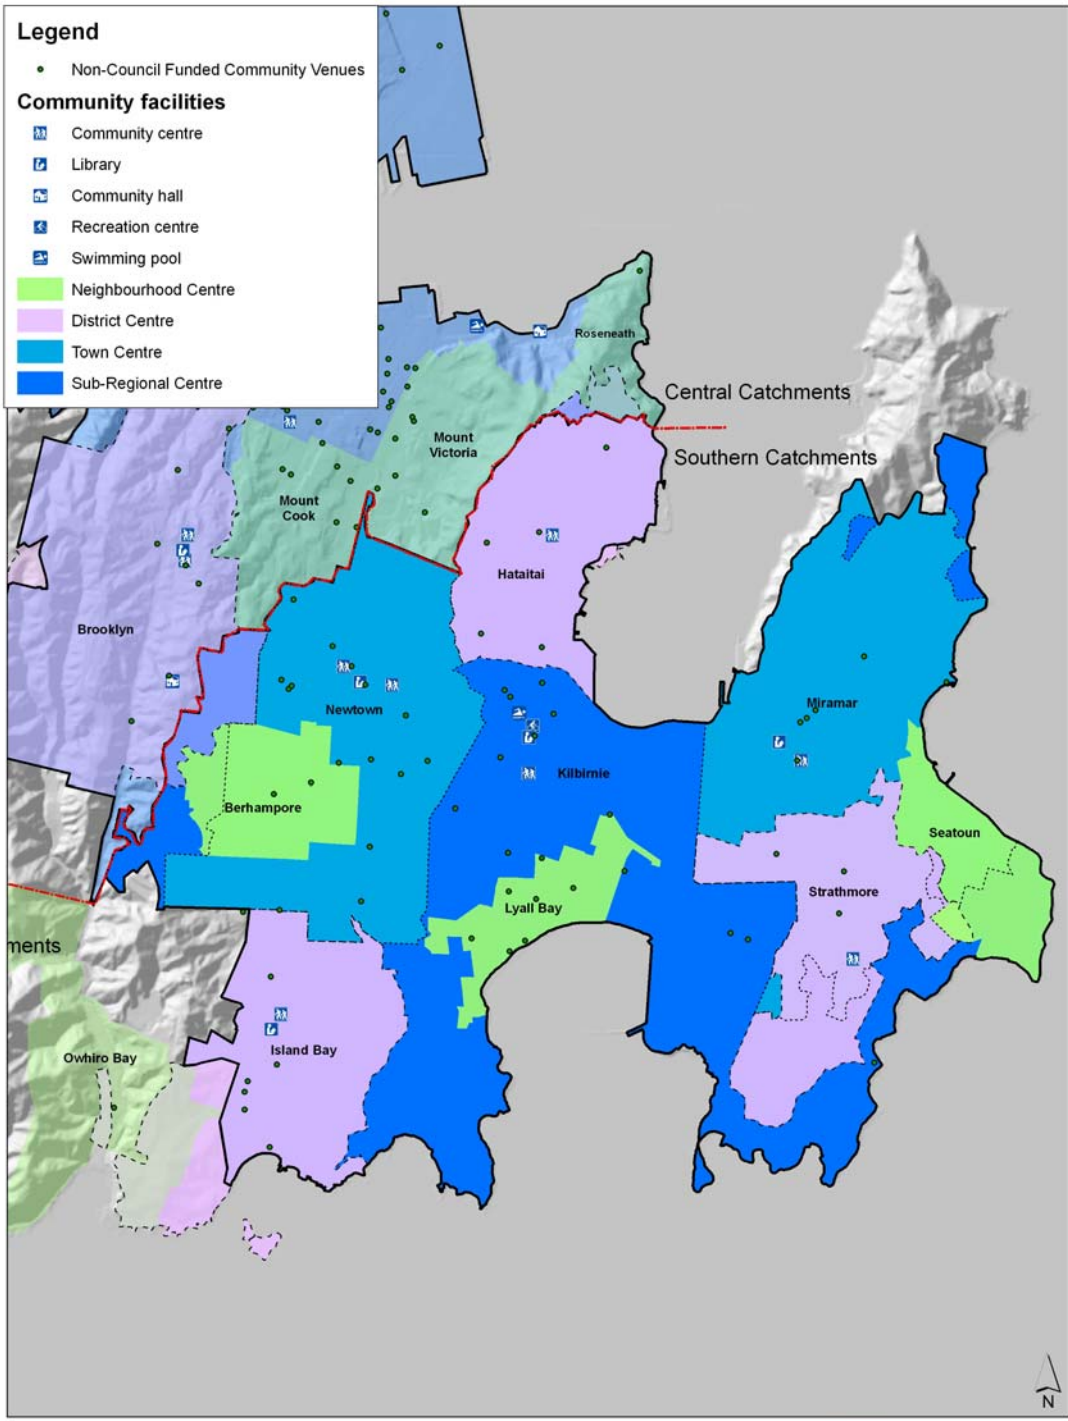 Legend
Non-Council Funded Community Venues
Community facilities
Community centre
Library
Community hall
Recreation centre
Swimming pool
Neighbourhood Centre
District Centre
Town Centre
Sub-Regional Centre
Roseneath
Central Catchments
Mount
Victoria
Southern Catchments
Mount
Cook
Hataitai
Brooklyn
Newtown
Miramar
Kilbirnie
Berhampore
Seatoun
Strathmore
Lyall Bay
ments
Island Bay
Owhiro Bay
N